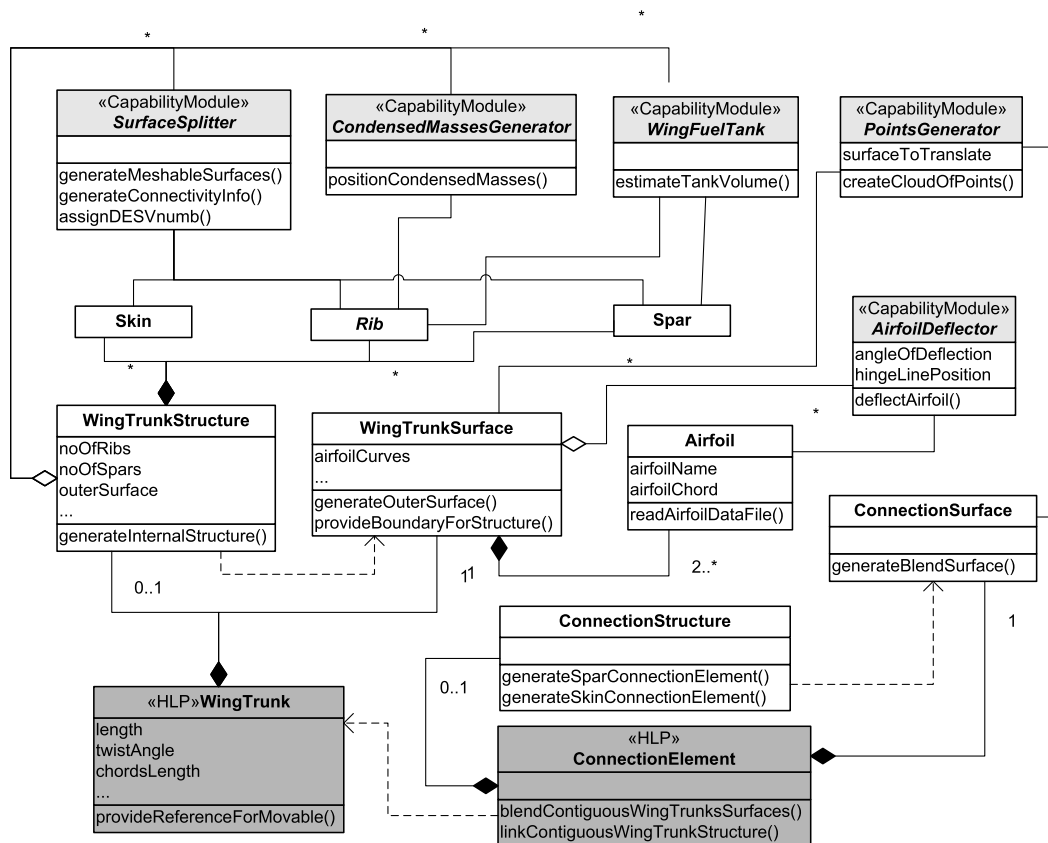 *
*
*
«CapabilityModule»
SurfaceSplitter
generateMeshableSurfaces()
generateConnectivityInfo()
assignDESVnumb()
«CapabilityModule»
CondensedMassesGenerator
positionCondensedMasses()
«CapabilityModule»
WingFuelTank
estimateTankVolume()
«CapabilityModule»
PointsGenerator
surfaceToTranslate
createCloudOfPoints()
Skin
Rib
Spar
«CapabilityModule»
AirfoilDeflector
angleOfDeflection
hingeLinePosition
deflectAirfoil()
*
*
*
*
WingTrunkStructure
noOfRibs
noOfSpars
outerSurface
...
generateInternalStructure()
WingTrunkSurface
airfoilCurves
...
generateOuterSurface()
provideBoundaryForStructure()
Airfoil
airfoilName
airfoilChord
readAirfoilDataFile()
ConnectionSurface
generateBlendSurface()
0..1
1
1
2..*
1
ConnectionStructure
generateSparConnectionElement()
generateSkinConnectionElement()
0..1
«HLP»WingTrunk
length
twistAngle
chordsLength
...
provideReferenceForMovable()
«HLP»
ConnectionElement
blendContiguousWingTrunksSurfaces()
linkContiguousWingTrunkStructure()